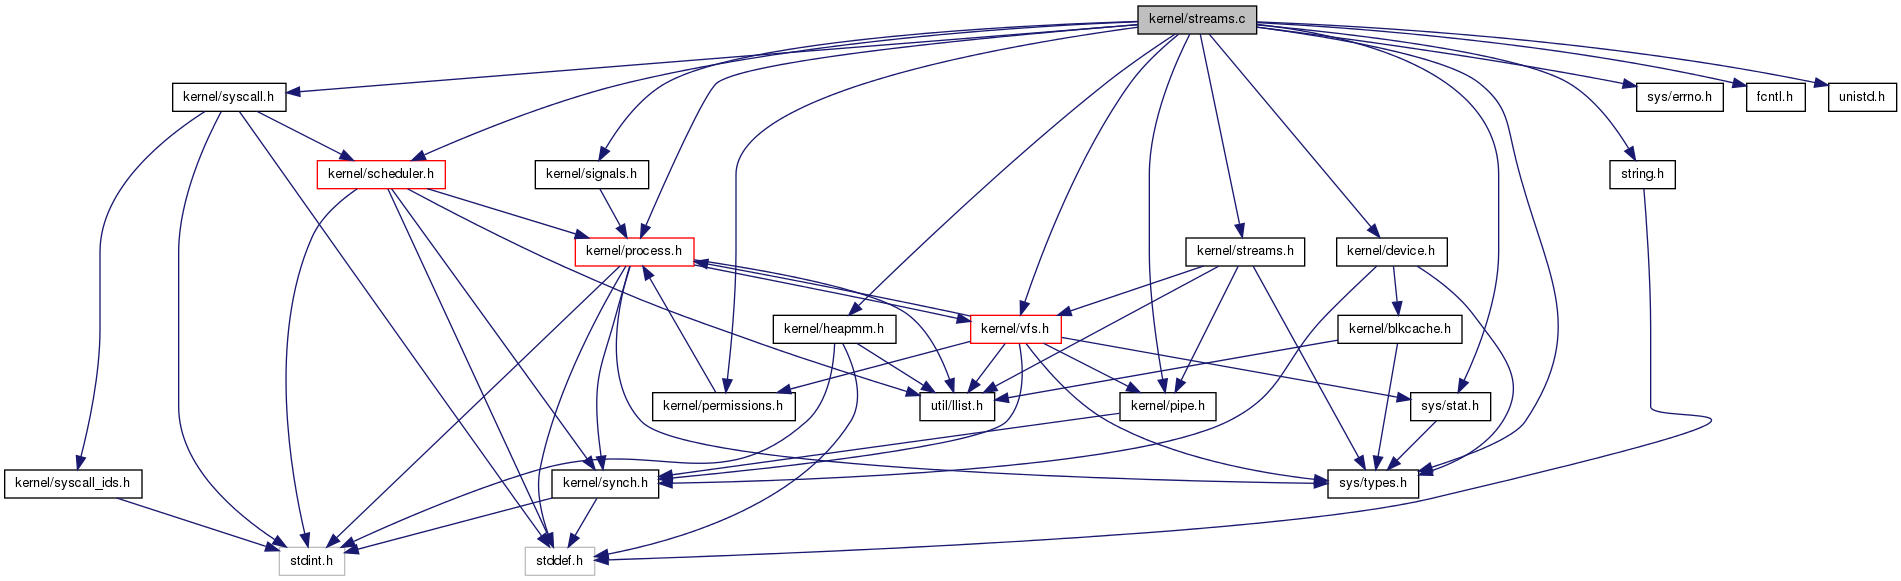 kernel/streams.c
kernel/syscall.h
sys/errno.h
fcntl.h
unistd.h
kernel/scheduler.h
kernel/signals.h
string.h
kernel/process.h
kernel/streams.h
kernel/device.h
kernel/heapmm.h
kernel/vfs.h
kernel/blkcache.h
kernel/permissions.h
util/llist.h
kernel/pipe.h
sys/stat.h
kernel/syscall_ids.h
kernel/synch.h
sys/types.h
stdint.h
stddef.h